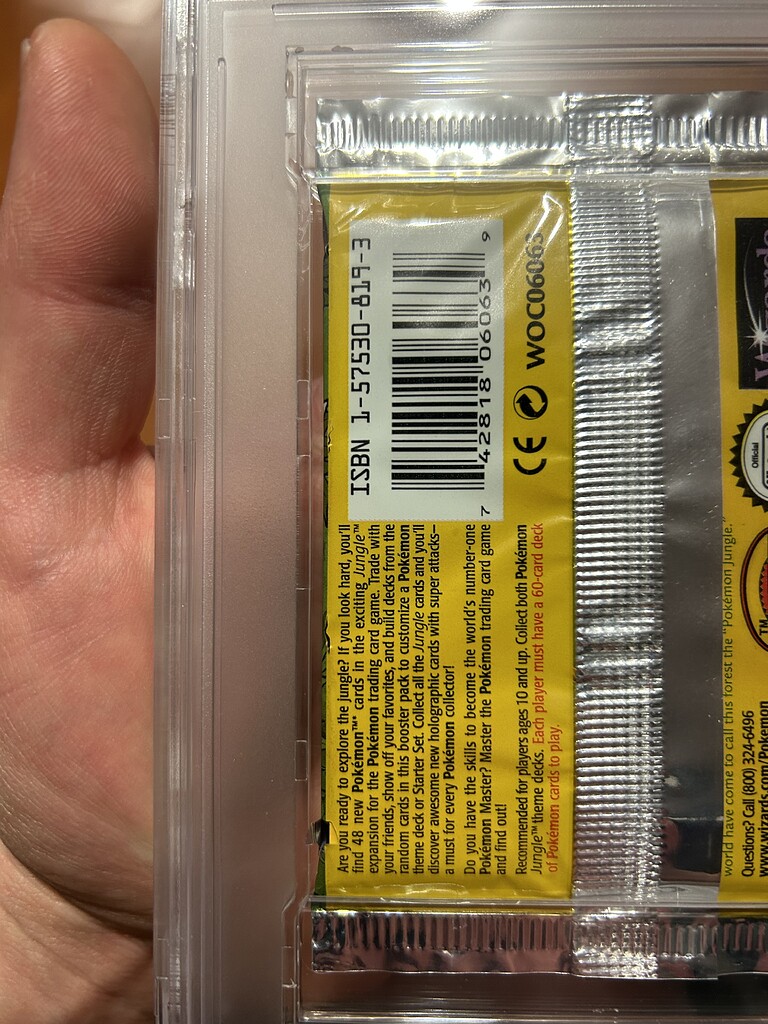 ISBN 1-57530-819-3
7 42818 06063 9
CE WOC06063
Are you ready to explore the jungle? If you look hard, you'll
find 48 new Pokémon™* cards in the exciting Jungle™
expansion for the Pokémon trading card game. Trade with
your friends, show off your favorites, and build decks from the
random cards in this booster pack to customize a Pokémon
theme deck or Starter Set. Collect all the Jungle cards and you'll
discover awesome new holographic cards with super attacks–
a must for every Pokémon collector!
Do you have the skills to become the world's number-one
Pokémon Master? Master the Pokémon trading card game
and find out!
Recommended for players ages 10 and up. Collect both Pokémon
Jungle™ theme decks. Each player must have a 60-card deck
of Pokémon cards to play.
world have come to call this forest the "Pokémon Jungle."
Questions? Call (800) 324-6496
www.wizards.com/Pokemon
Official
TM